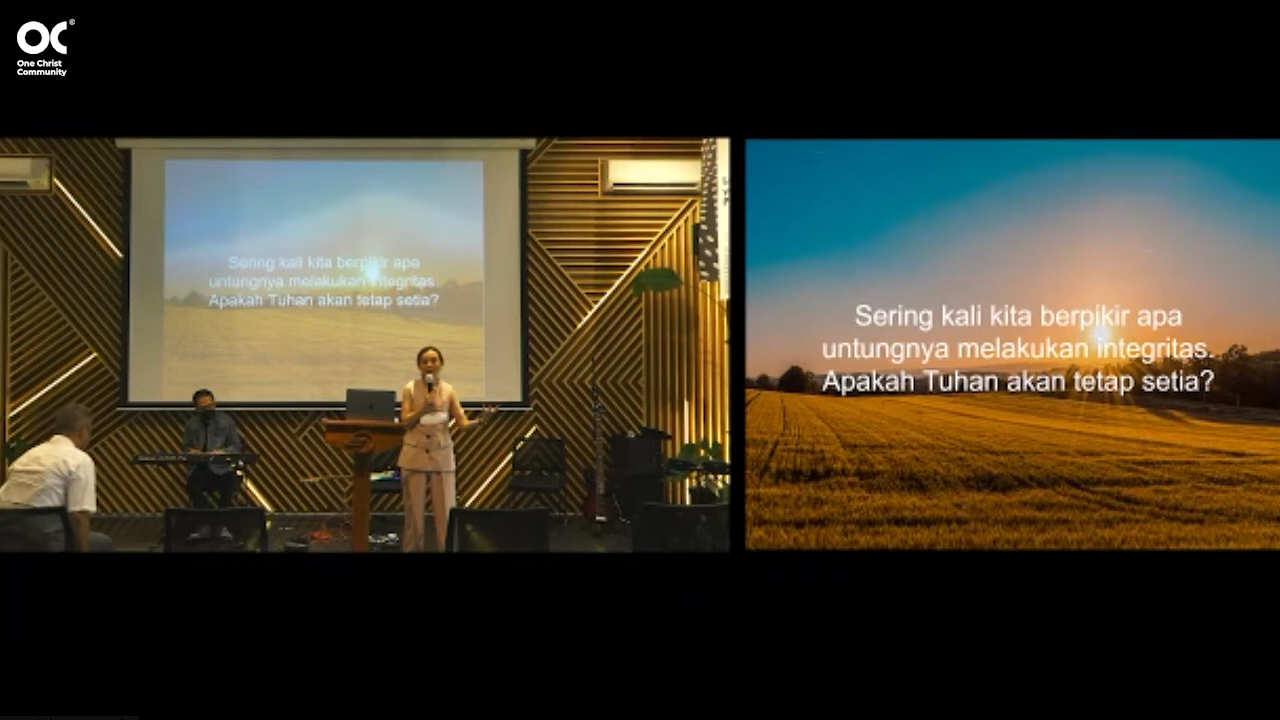 OC®
One Christ
Community
Sering kali kita berpikir apa
untungnya melakukan integritas.
Apakah Tuhan akan tetap setia?
Sering kali kita berpikir apa
untungnya melakukan integritas.
Apakah Tuhan akan tetap setia?